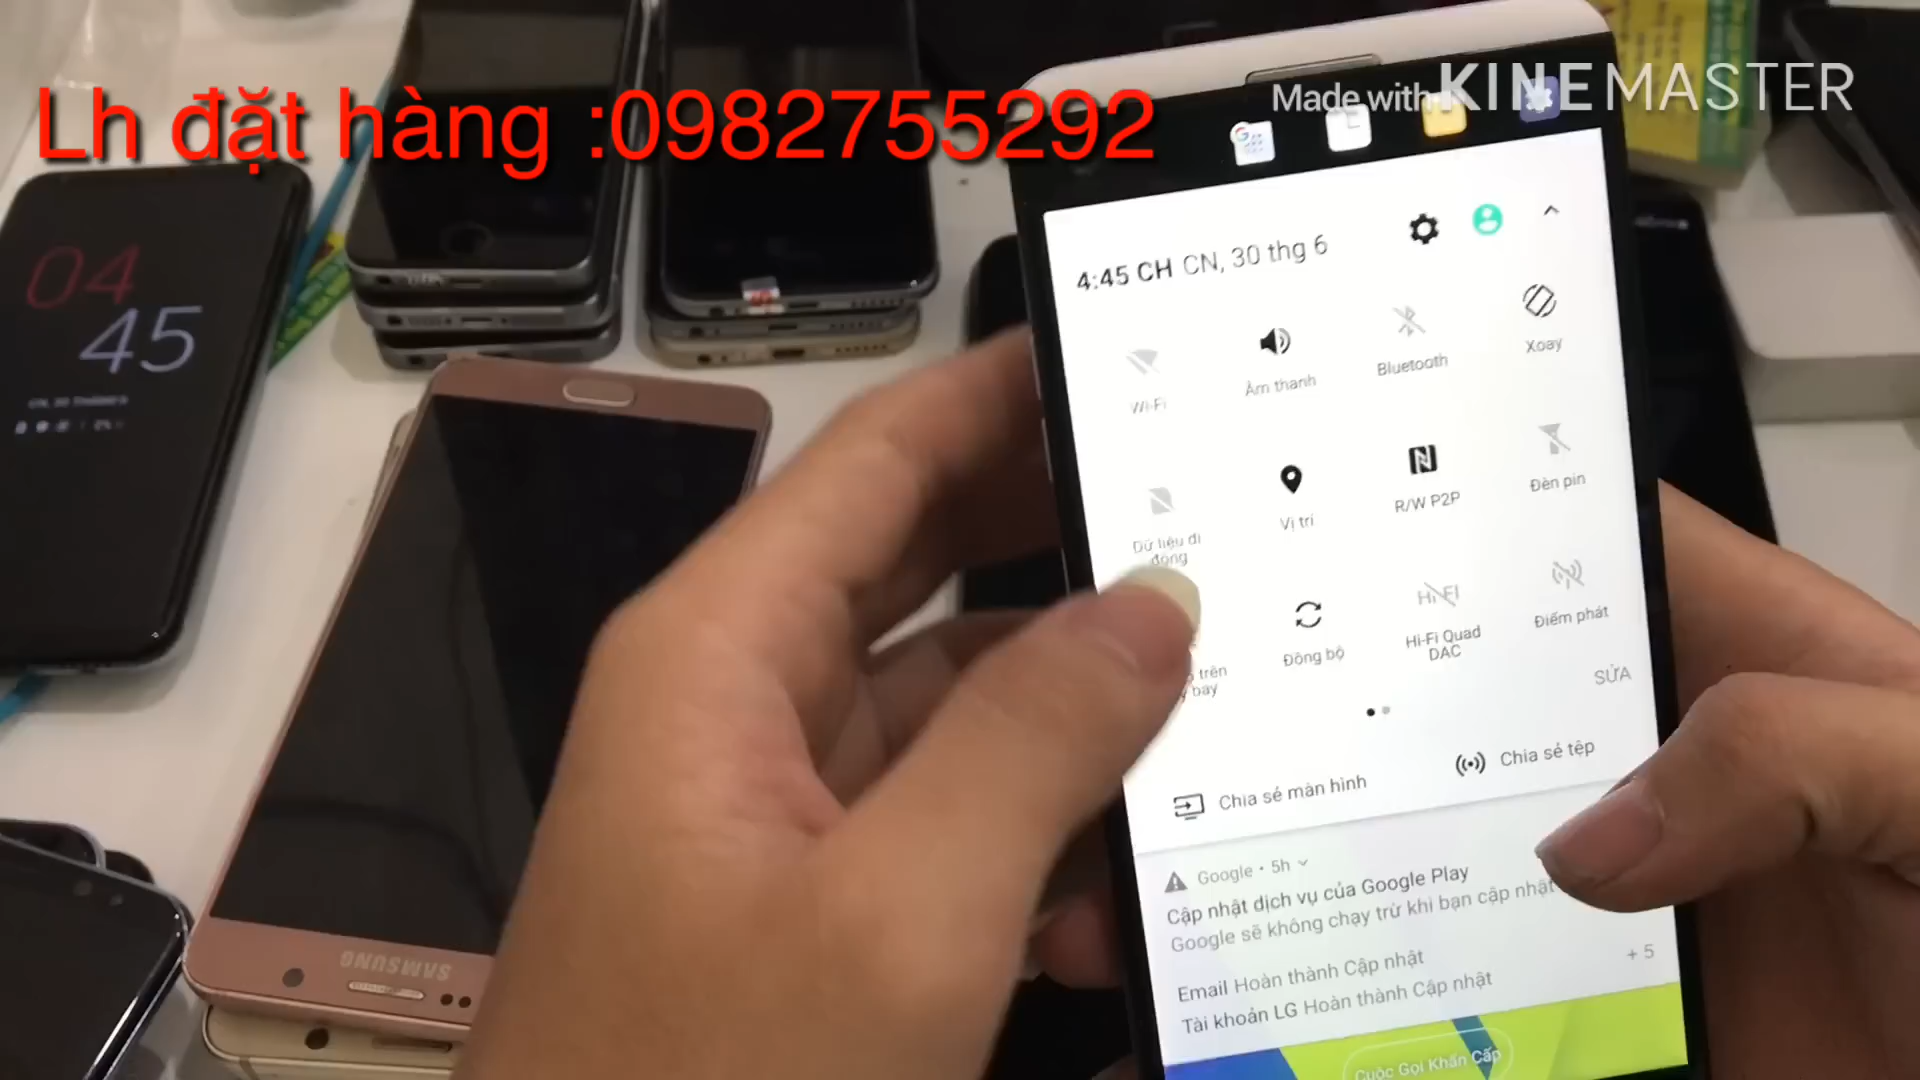 Lh đặt hàng :0982755292
Made with KINEMASTER
04
45
4:45 CH CN, 30 thg 6
Wi-Fi
Âm thanh
Bluetooth
Xoay
Dữ liệu di
động
Vị trí
R/W P2P
Đèn pin
trên
bay
Đồng bộ
HI-FI
Hi-Fi Quad
DAC
Điểm phát
SỬA
Chia sẻ màn hình
Chia sẻ tệp
Google • 5h
Cập nhật dịch vụ của Google Play
Google sẽ không chạy trừ khi bạn cập nhật
Email Hoàn thành Cập nhật
+ 5
Tài khoản LG Hoàn thành Cập nhật
Cuộc Gọi Khẩn Cấp
SAMSUNG